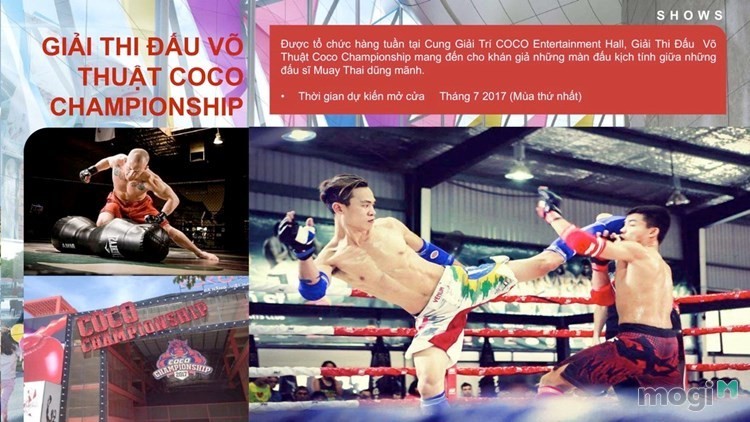 SHOWS
GIẢI THI ĐẤU VÕ
THUẬT COCO
CHAMPIONSHIP
Được tổ chức hàng tuần tại Cung Giải Trí COCO Entertainment Hall, Giải Thi Đấu Võ
Thuật Coco Championship mang đến cho khán giả những màn đấu kịch tính giữa những
đấu sĩ Muay Thai dũng mãnh.
• Thời gian dự kiến mở cửa Tháng 7 2017 (Mùa thứ nhất)
COCO
CHAMPIONSHIP
COCO
CHAMPIONSHIP
2017
mogi